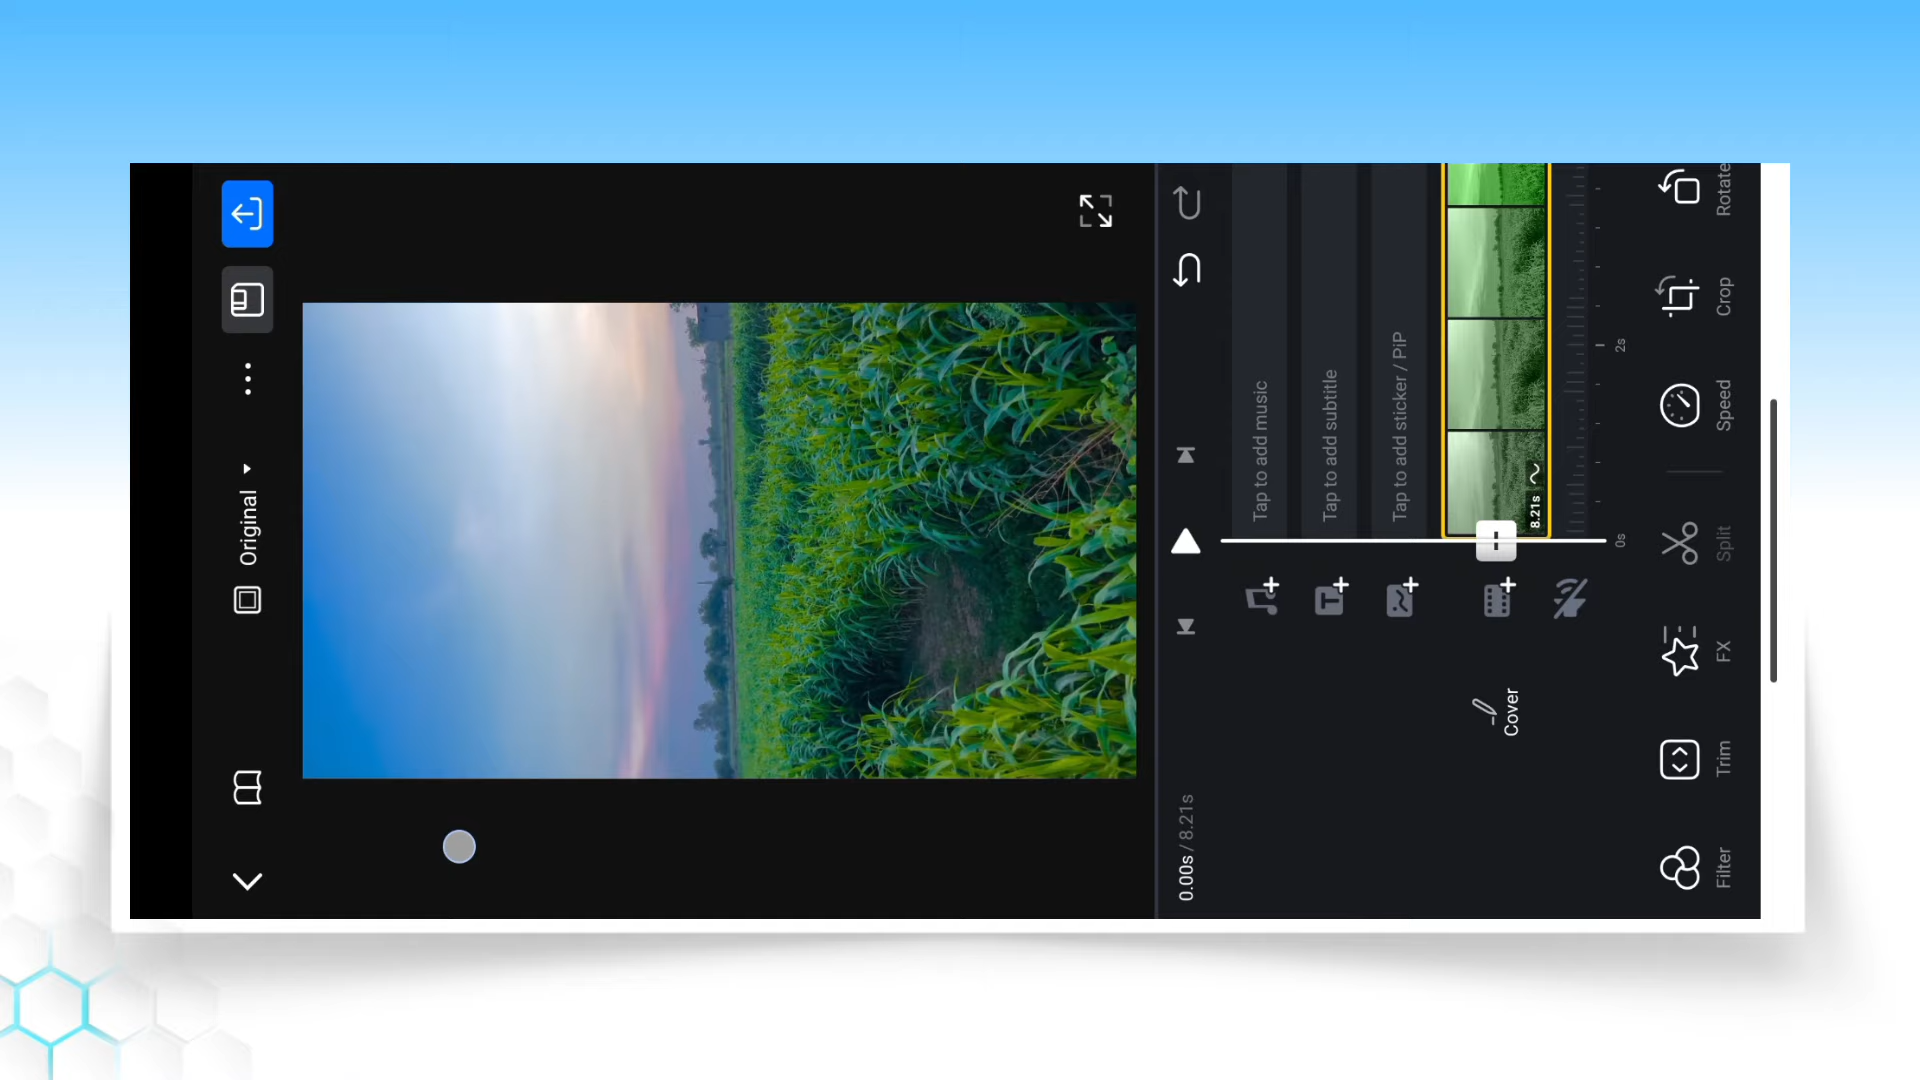 Original
0.00s / 8.21s
Tap to add music
Tap to add subtitle
Tap to add sticker / PiP
Cover
8.21s
0s
2s
Filter
Trim
FX
Split
Speed
Crop
Rotate